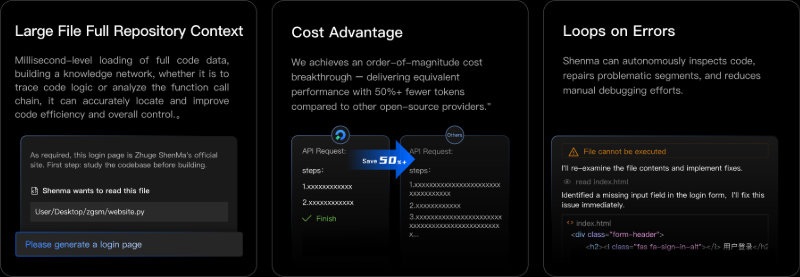 Large File Full Repository Context
Millisecond-level loading of full code data,
building a knowledge network, whether it is to
trace code logic or analyze the function call
chain, it can accurately locate and improve
code efficiency and overall control.。
As required, this login page is Zhuge ShenMa's official
site. First step: study the codebase before building.
Shenma wants to read this file
User/Desktop/zgsm/website.py
Please generate a login page
Cost Advantage
We achieves an order-of-magnitude cost
breakthrough — delivering equivalent
performance with 50%+ fewer tokens
compared to other open-source providers."
API Request:
steps:
1.xxxxxxxxxxxx
2.xxxxxxxxxxxx
Finish
Save 50%+
Others
API Request:
steps:
1.xxxxxxxxxxxxxxxxxxxxxxxx
xxxxxxxxxxxxx
2.xxxxxxxxxxxx
3.xxxxxxxxxxxxxxxxxxxxxxxx
xxxxxxxxxxxxxxxxxxxxxxxxx
x...
Loops on Errors
Shenma can autonomously inspects code,
repairs problematic segments, and reduces
manual debugging efforts.
File cannot be executed
I'll re-examine the file contents and implement fixes.
read index.html
Identified a missing input field in the login form, I'll fix this
issue immediately.
<> index.html
<div class="form-header">
<h2><i class="fas fa-sign-in-alt"></i> 用户登录</h2